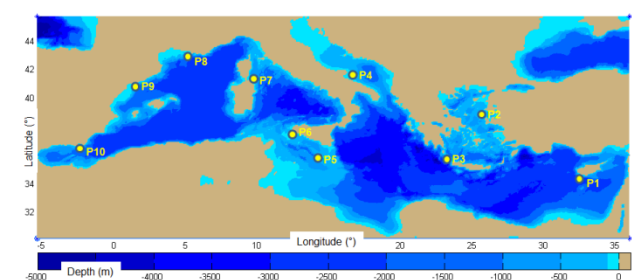 44
42
40
38
36
34
32
Latitude (°)
P8
P9
P7
P4
P2
P6
P10
P5
P3
P1
-5 0 5 10 15 20 25 30 35
Longitude (°)
Depth (m)
-5000 -4000 -3500 -3000 -2500 -2000 -1500 -1000 -500 0